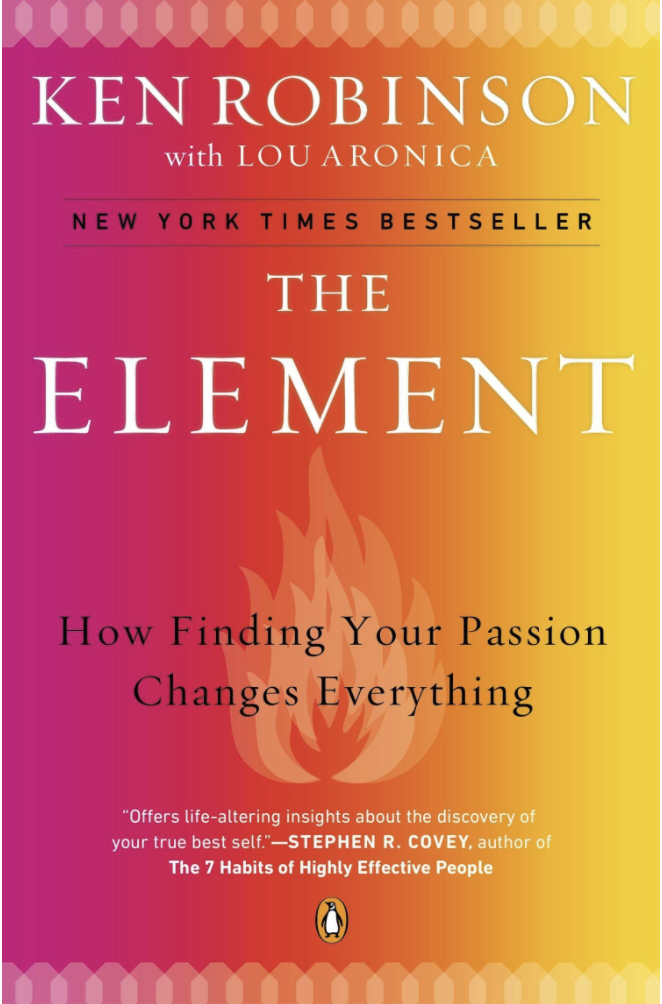 KEN ROBINSON
with LOU ARONICA
NEW YORK TIMES BESTSELLER
THE
ELEMENT
How Finding Your Passion
Changes Everything
“Offers life-altering insights about the discovery of
your true best self.”—STEPHEN R. COVEY, author of
The 7 Habits of Highly Effective People